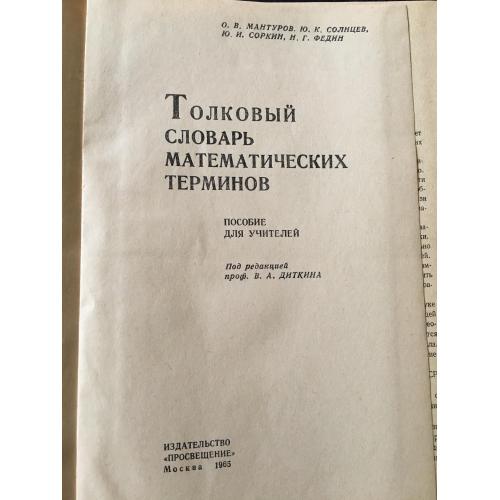 О. В. МАНТУРОВ, Ю. К. СОЛНЦЕВ,
Ю. И. СОРКИН, Н. Г. ФЕДИН
ТОЛКОВЫЙ
СЛОВАРЬ
МАТЕМАТИЧЕСКИХ
ТЕРМИНОВ
ПОСОБИЕ
ДЛЯ УЧИТЕЛЕЙ
Под редакцией
проф. В. А. ДИТКИНА
ИЗДАТЕЛЬСТВО
«ПРОСВЕЩЕНИЕ»
Москва 1965